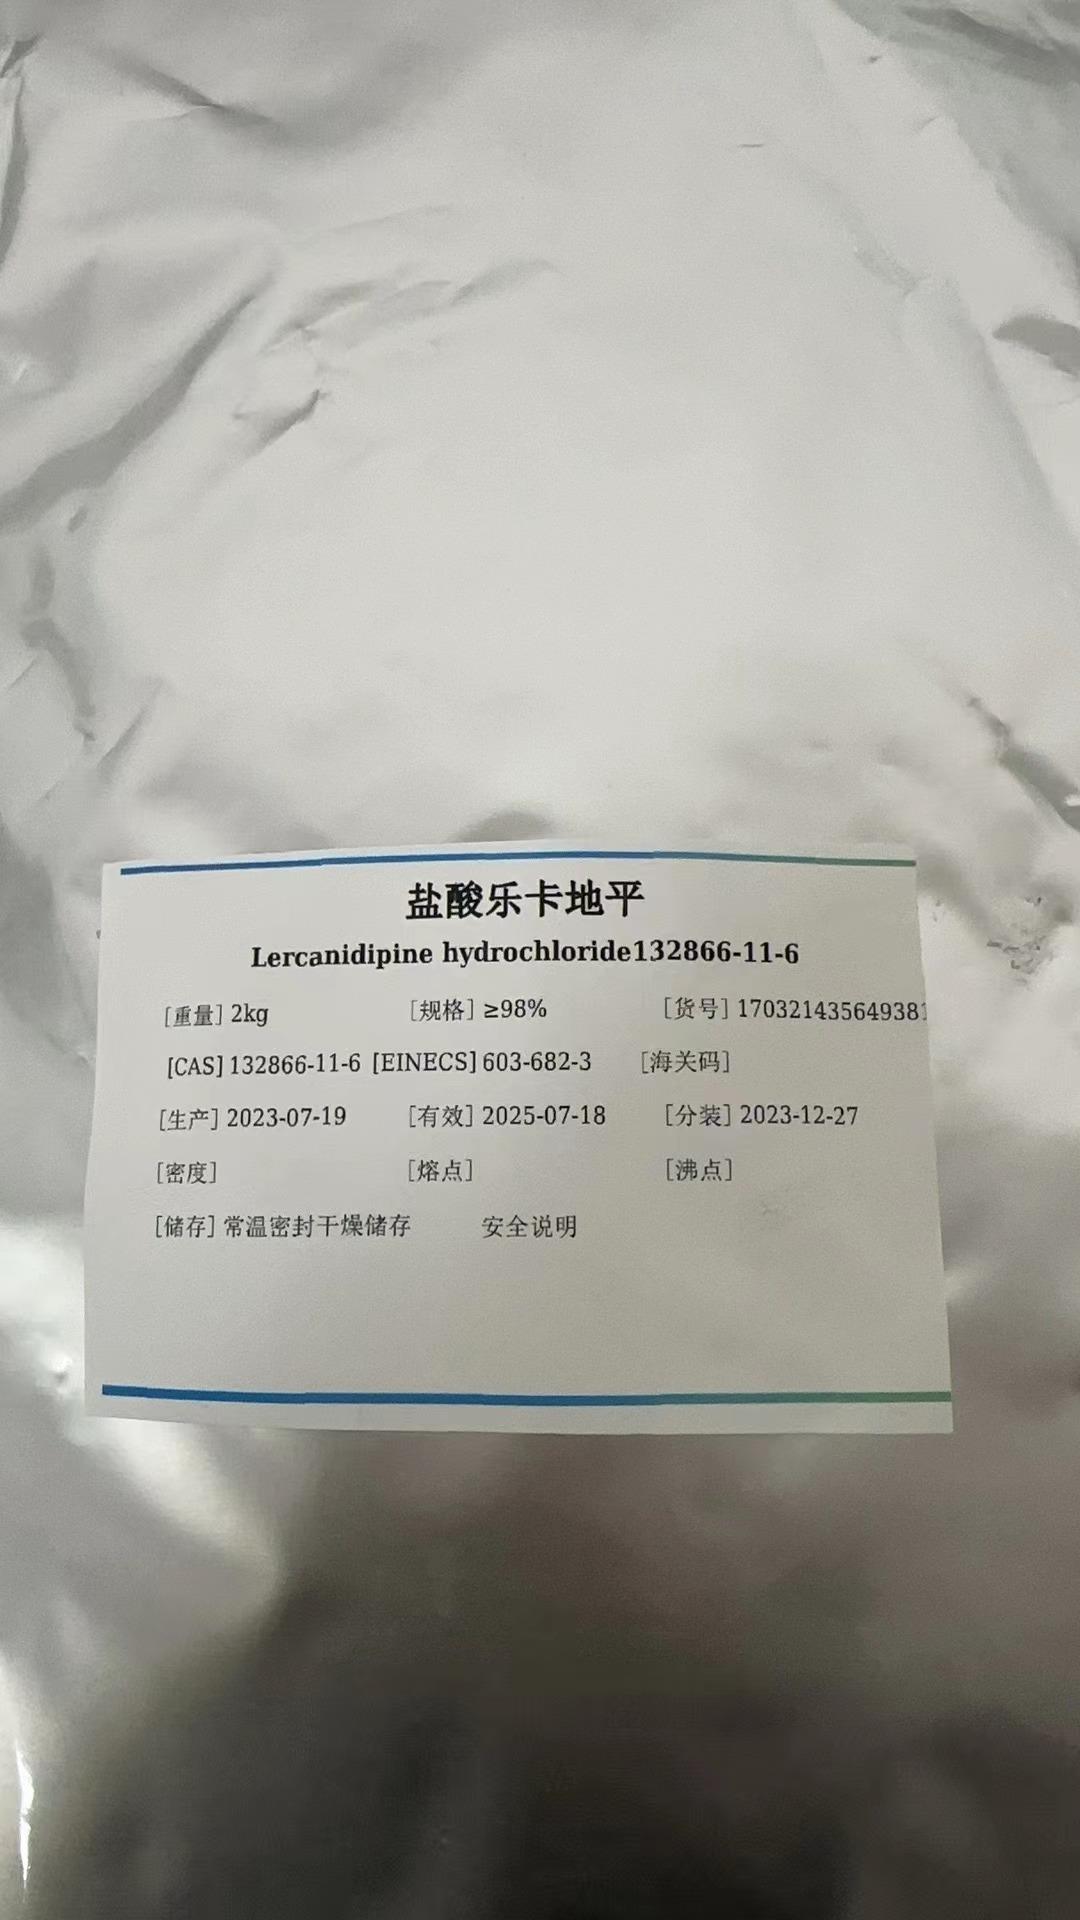 盐酸乐卡地平
Lercanidipine hydrochloride132866-11-6
[重量] 2kg [规格] ≥98% [货号] 170321435649381
[CAS] 132866-11-6 [EINECS] 603-682-3 [海关码]
[生产] 2023-07-19 [有效] 2025-07-18 [分装] 2023-12-27
[密度] [熔点] [沸点]
[储存] 常温密封干燥储存 安全说明